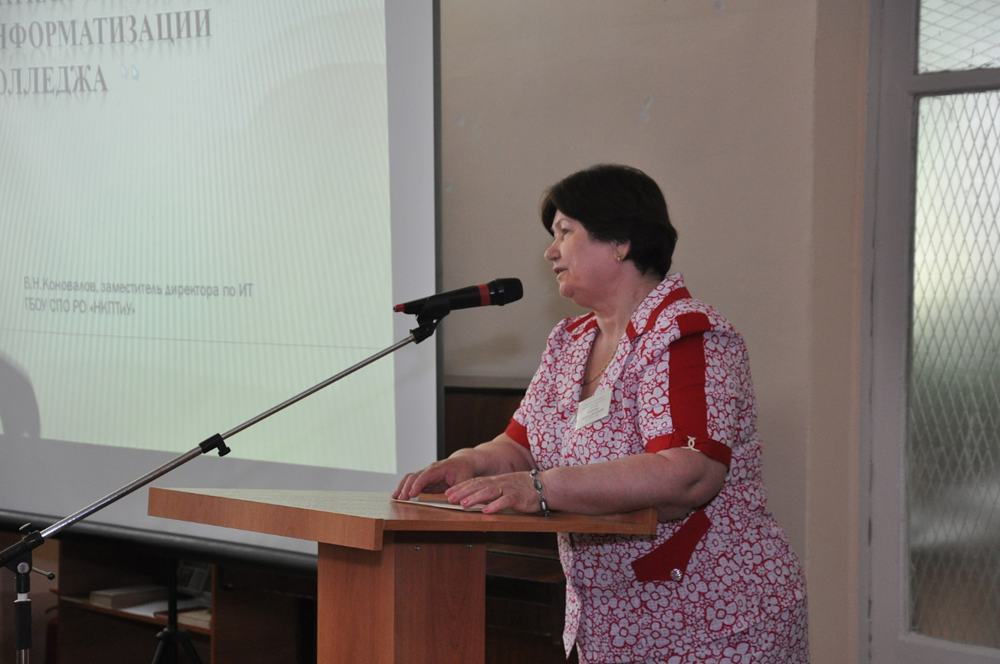 НФОРМАТИЗАЦИИ
ОЛЛЕДЖА
В.Н.Коновалов, заместитель директора по ИТ
ГБОУ СПО РО «НКПТиУ»